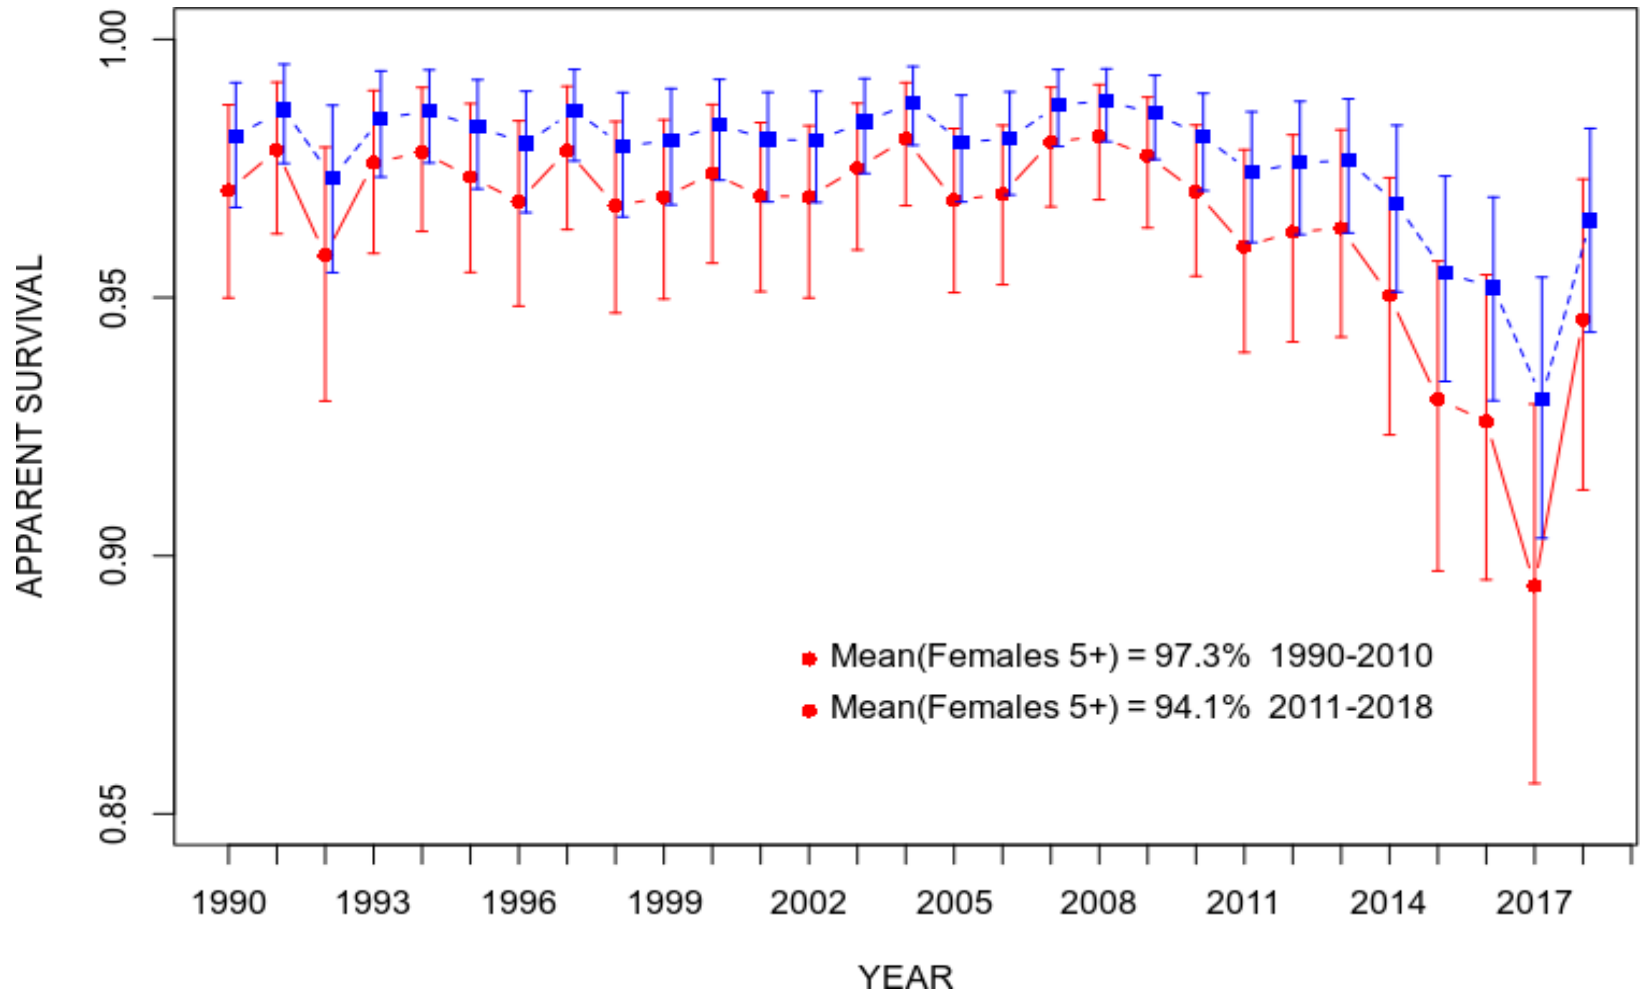 1.00
0.95
0.90
0.85
APPARENT SURVIVAL
Mean(Females 5+) = 97.3% 1990-2010
Mean(Females 5+) = 94.1% 2011-2018
1990 1993 1996 1999 2002 2005 2008 2011 2014 2017
YEAR